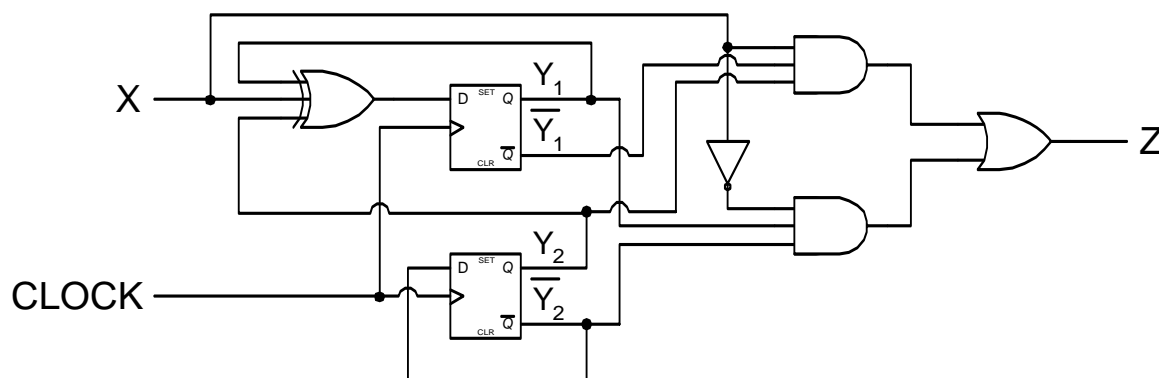 X
D SET Q
Y1
Y1
Q
CLR
Z
CLOCK
D SET Q
Y2
Y2
Q
CLR